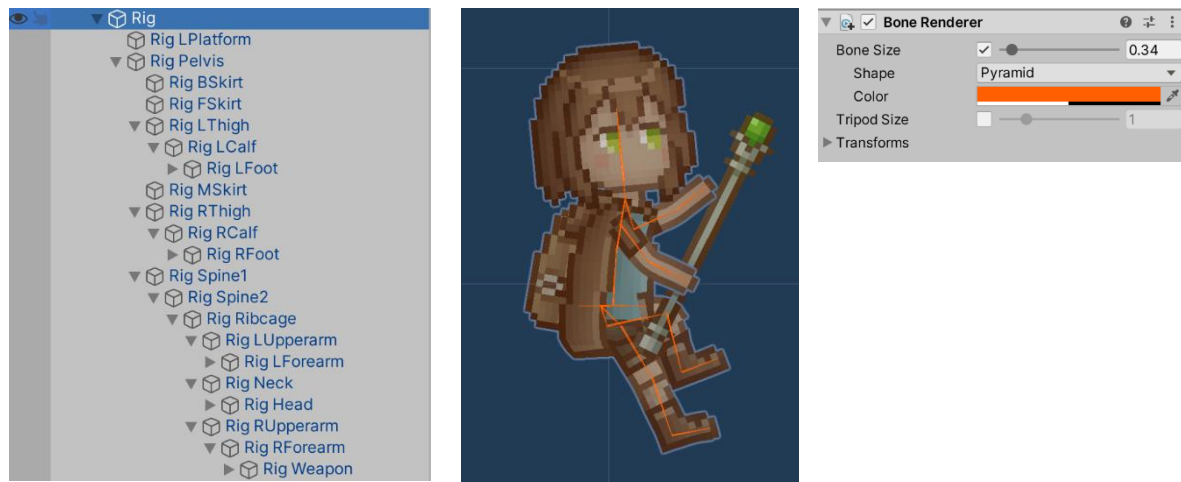 Rig
Rig LPlatform
Rig Pelvis
Rig BSkirt
Rig FSkirt
Rig LThigh
Rig LCalf
Rig LFoot
Rig MSkirt
Rig RThigh
Rig RCalf
Rig RFoot
Rig Spine1
Rig Spine2
Rig Ribcage
Rig LUpperarm
Rig LForearm
Rig Neck
Rig Head
Rig RUpperarm
Rig RForearm
Rig Weapon
Bone Renderer
Bone Size 0.34
Shape Pyramid
Color
Tripod Size 1
Transforms